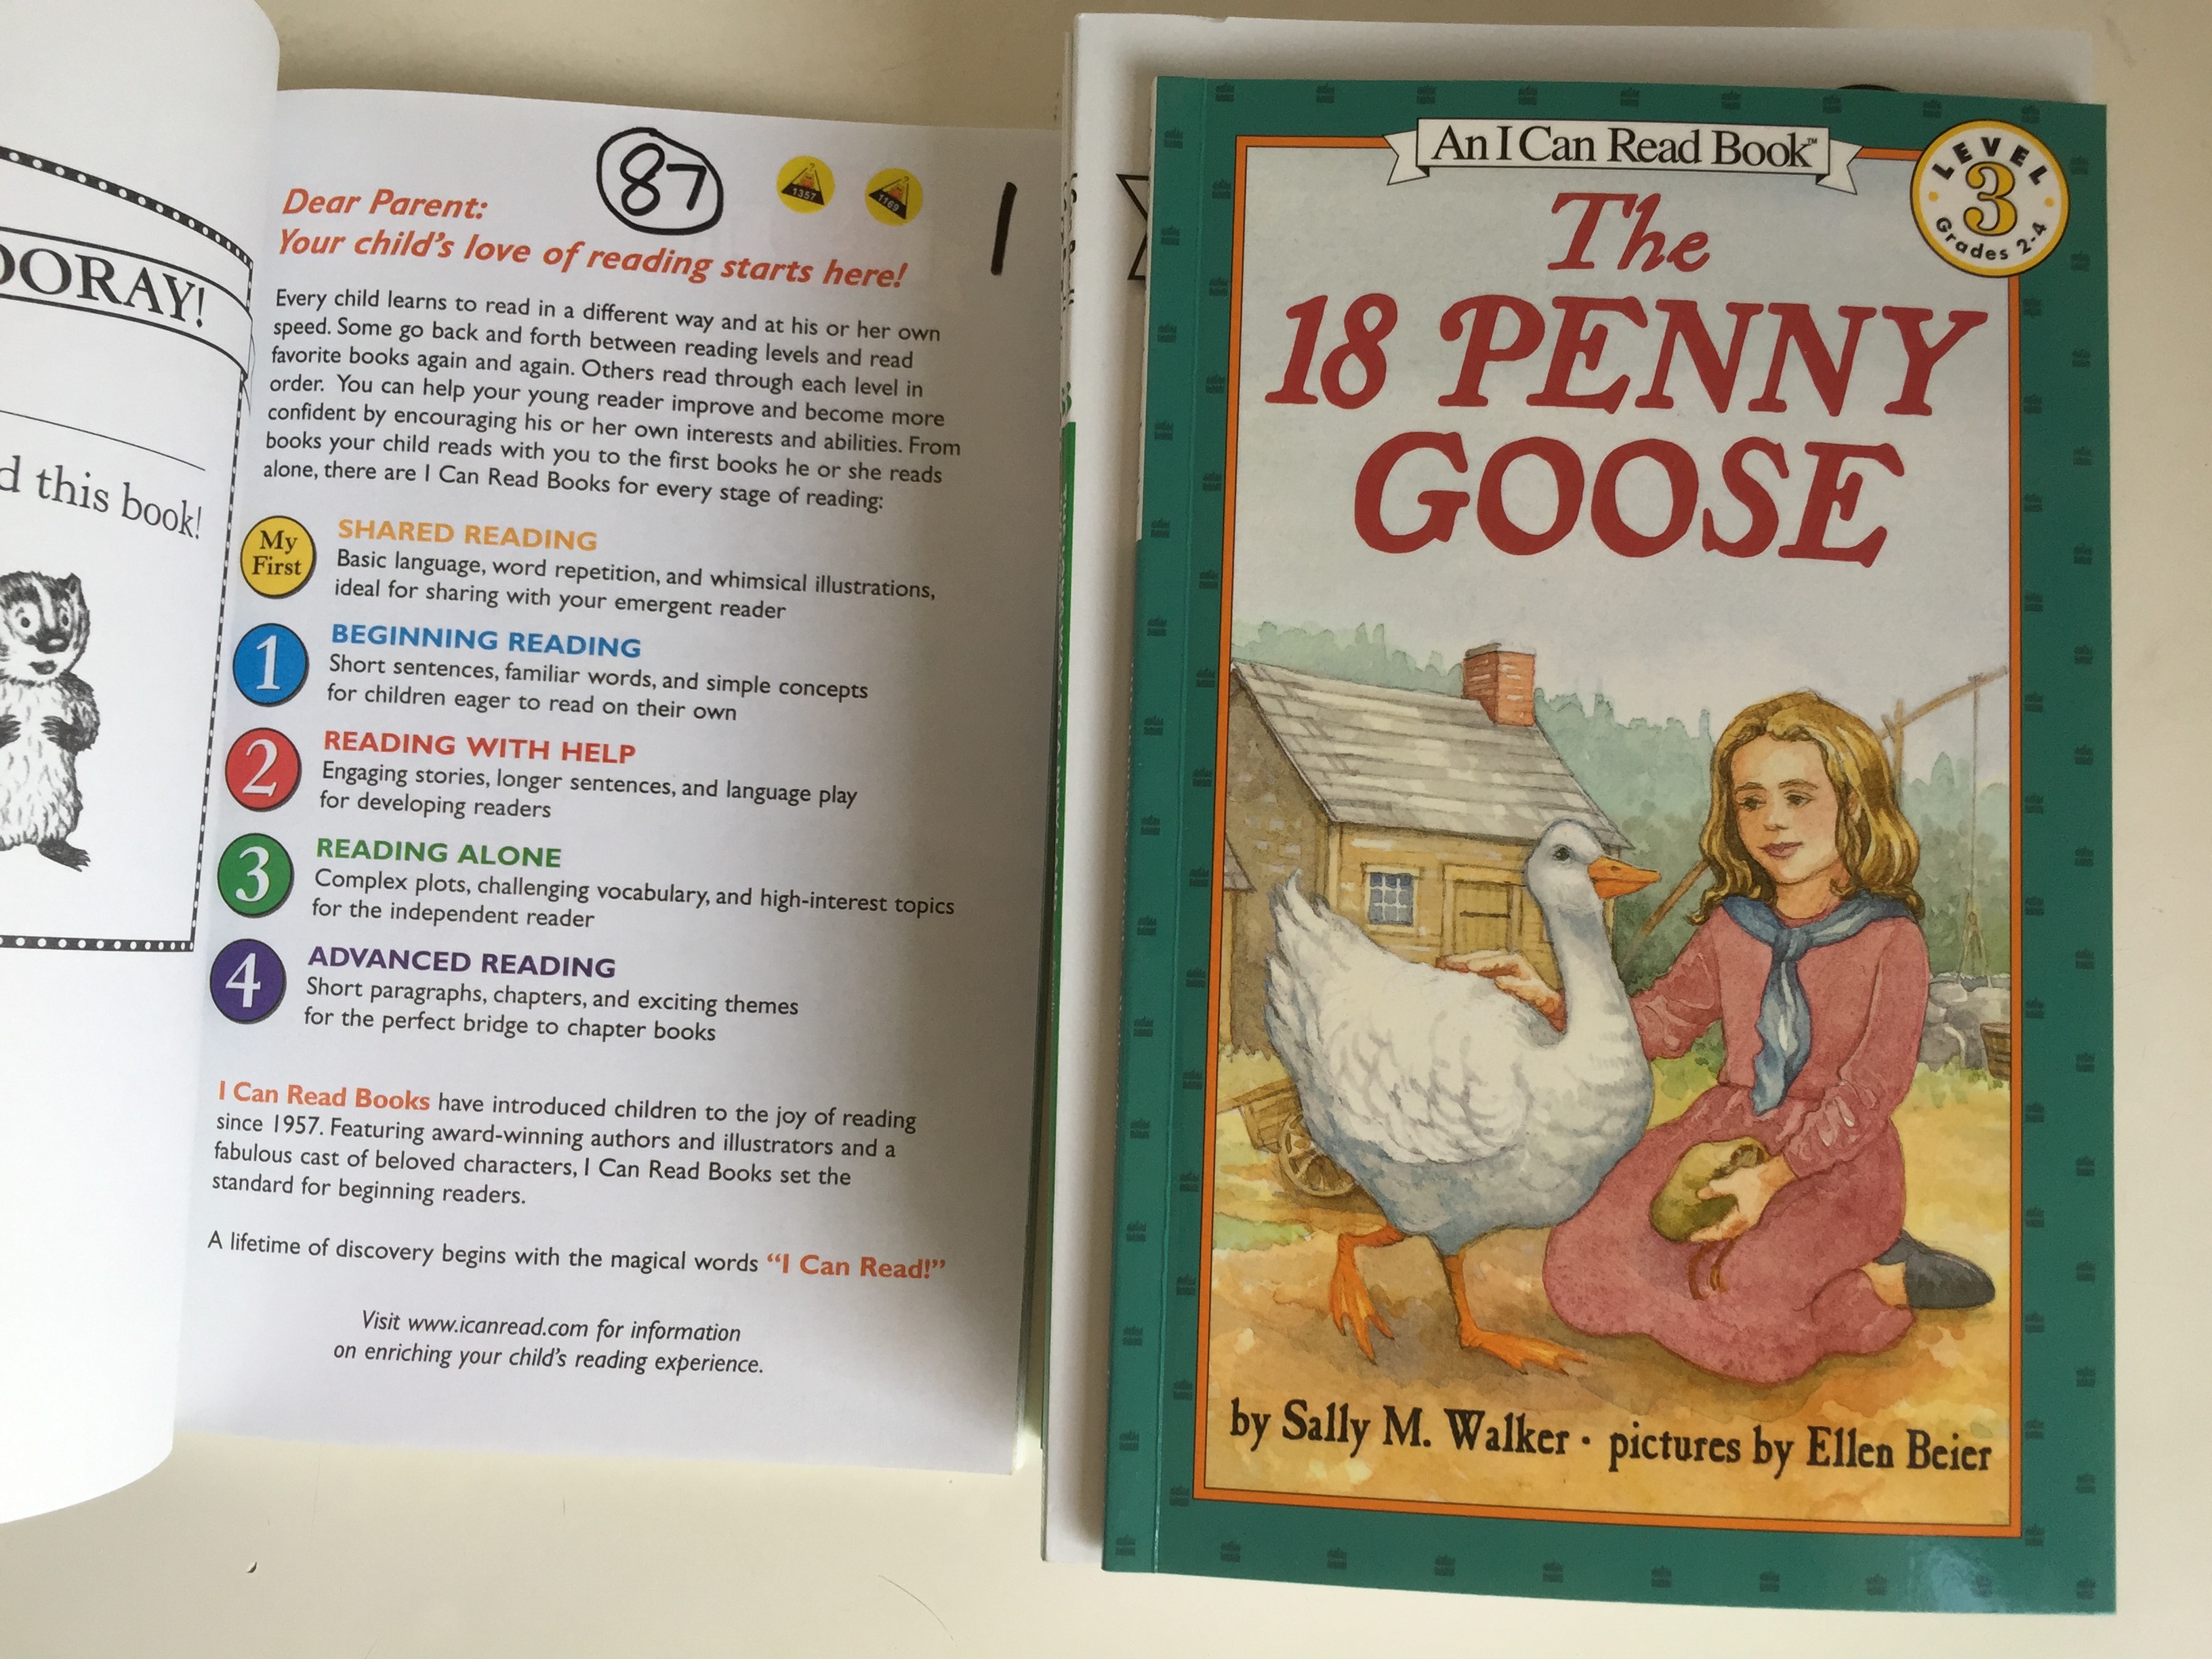 OORAY!
this book!
87
1357
1169
Dear Parent:
Your child's love of reading starts here!
Every child learns to read in a different way and at his or her own
speed. Some go back and forth between reading levels and read
favorite books again and again. Others read through each level in
order. You can help your young reader improve and become more
confident by encouraging his or her own interests and abilities. From
books your child reads with you to the first books he or she reads
alone, there are I Can Read Books for every stage of reading:
My
First
SHARED READING
Basic language, word repetition, and whimsical illustrations,
ideal for sharing with your emergent reader
1
BEGINNING READING
Short sentences, familiar words, and simple concepts
for children eager to read on their own
2
READING WITH HELP
Engaging stories, longer sentences, and language play
for developing readers
3
READING ALONE
Complex plots, challenging vocabulary, and high-interest topics
for the independent reader
4
ADVANCED READING
Short paragraphs, chapters, and exciting themes
for the perfect bridge to chapter books
I Can Read Books have introduced children to the joy of reading
since 1957. Featuring award-winning authors and illustrators and a
fabulous cast of beloved characters, I Can Read Books set the
standard for beginning readers.
A lifetime of discovery begins with the magical words “I Can Read!”
Visit www.icanread.com for information
on enriching your child's reading experience.
An I Can Read Book™
LEVEL
3
Grades 2-4
The
18 PENNY
GOOSE
by Sally M. Walker • pictures by Ellen Beier